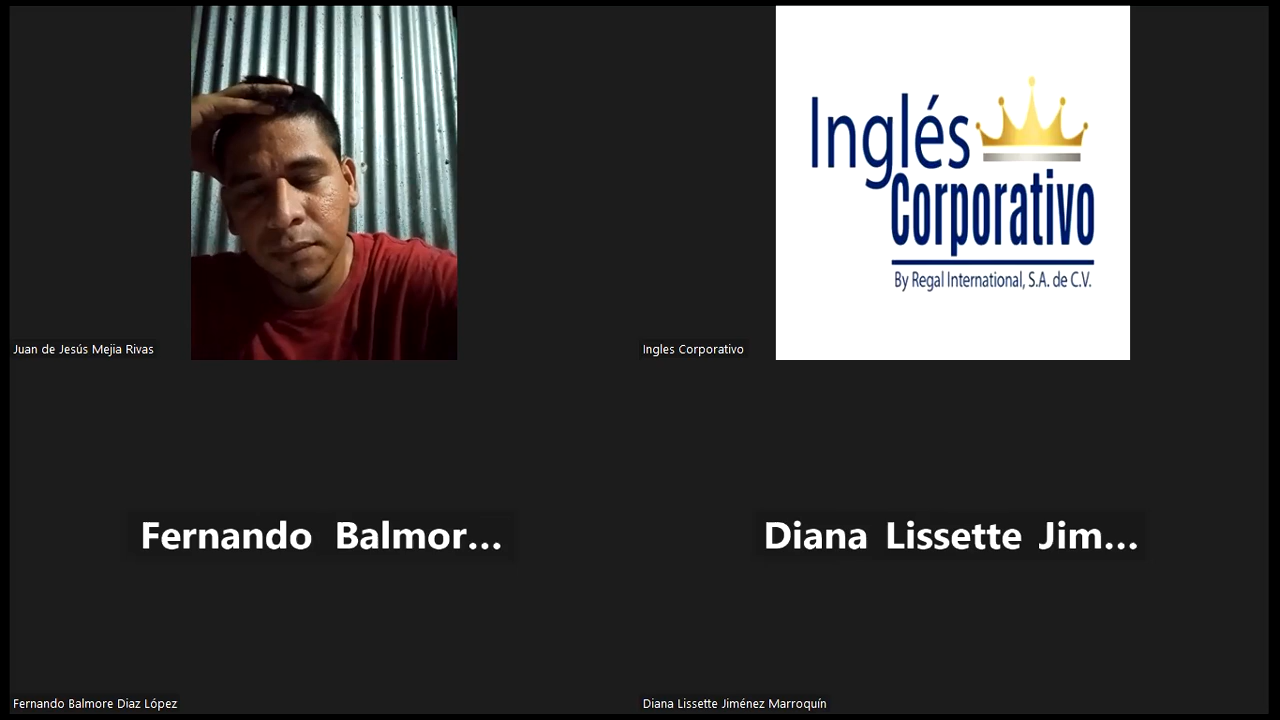 Inglés
Corporativo
By Regal International, S.A. de C.V.
Juan de Jesús Mejia Rivas
Ingles Corporativo
Fernando Balmor...
Diana Lissette Jim...
Fernando Balmore Diaz López
Diana Lissette Jiménez Marroquín